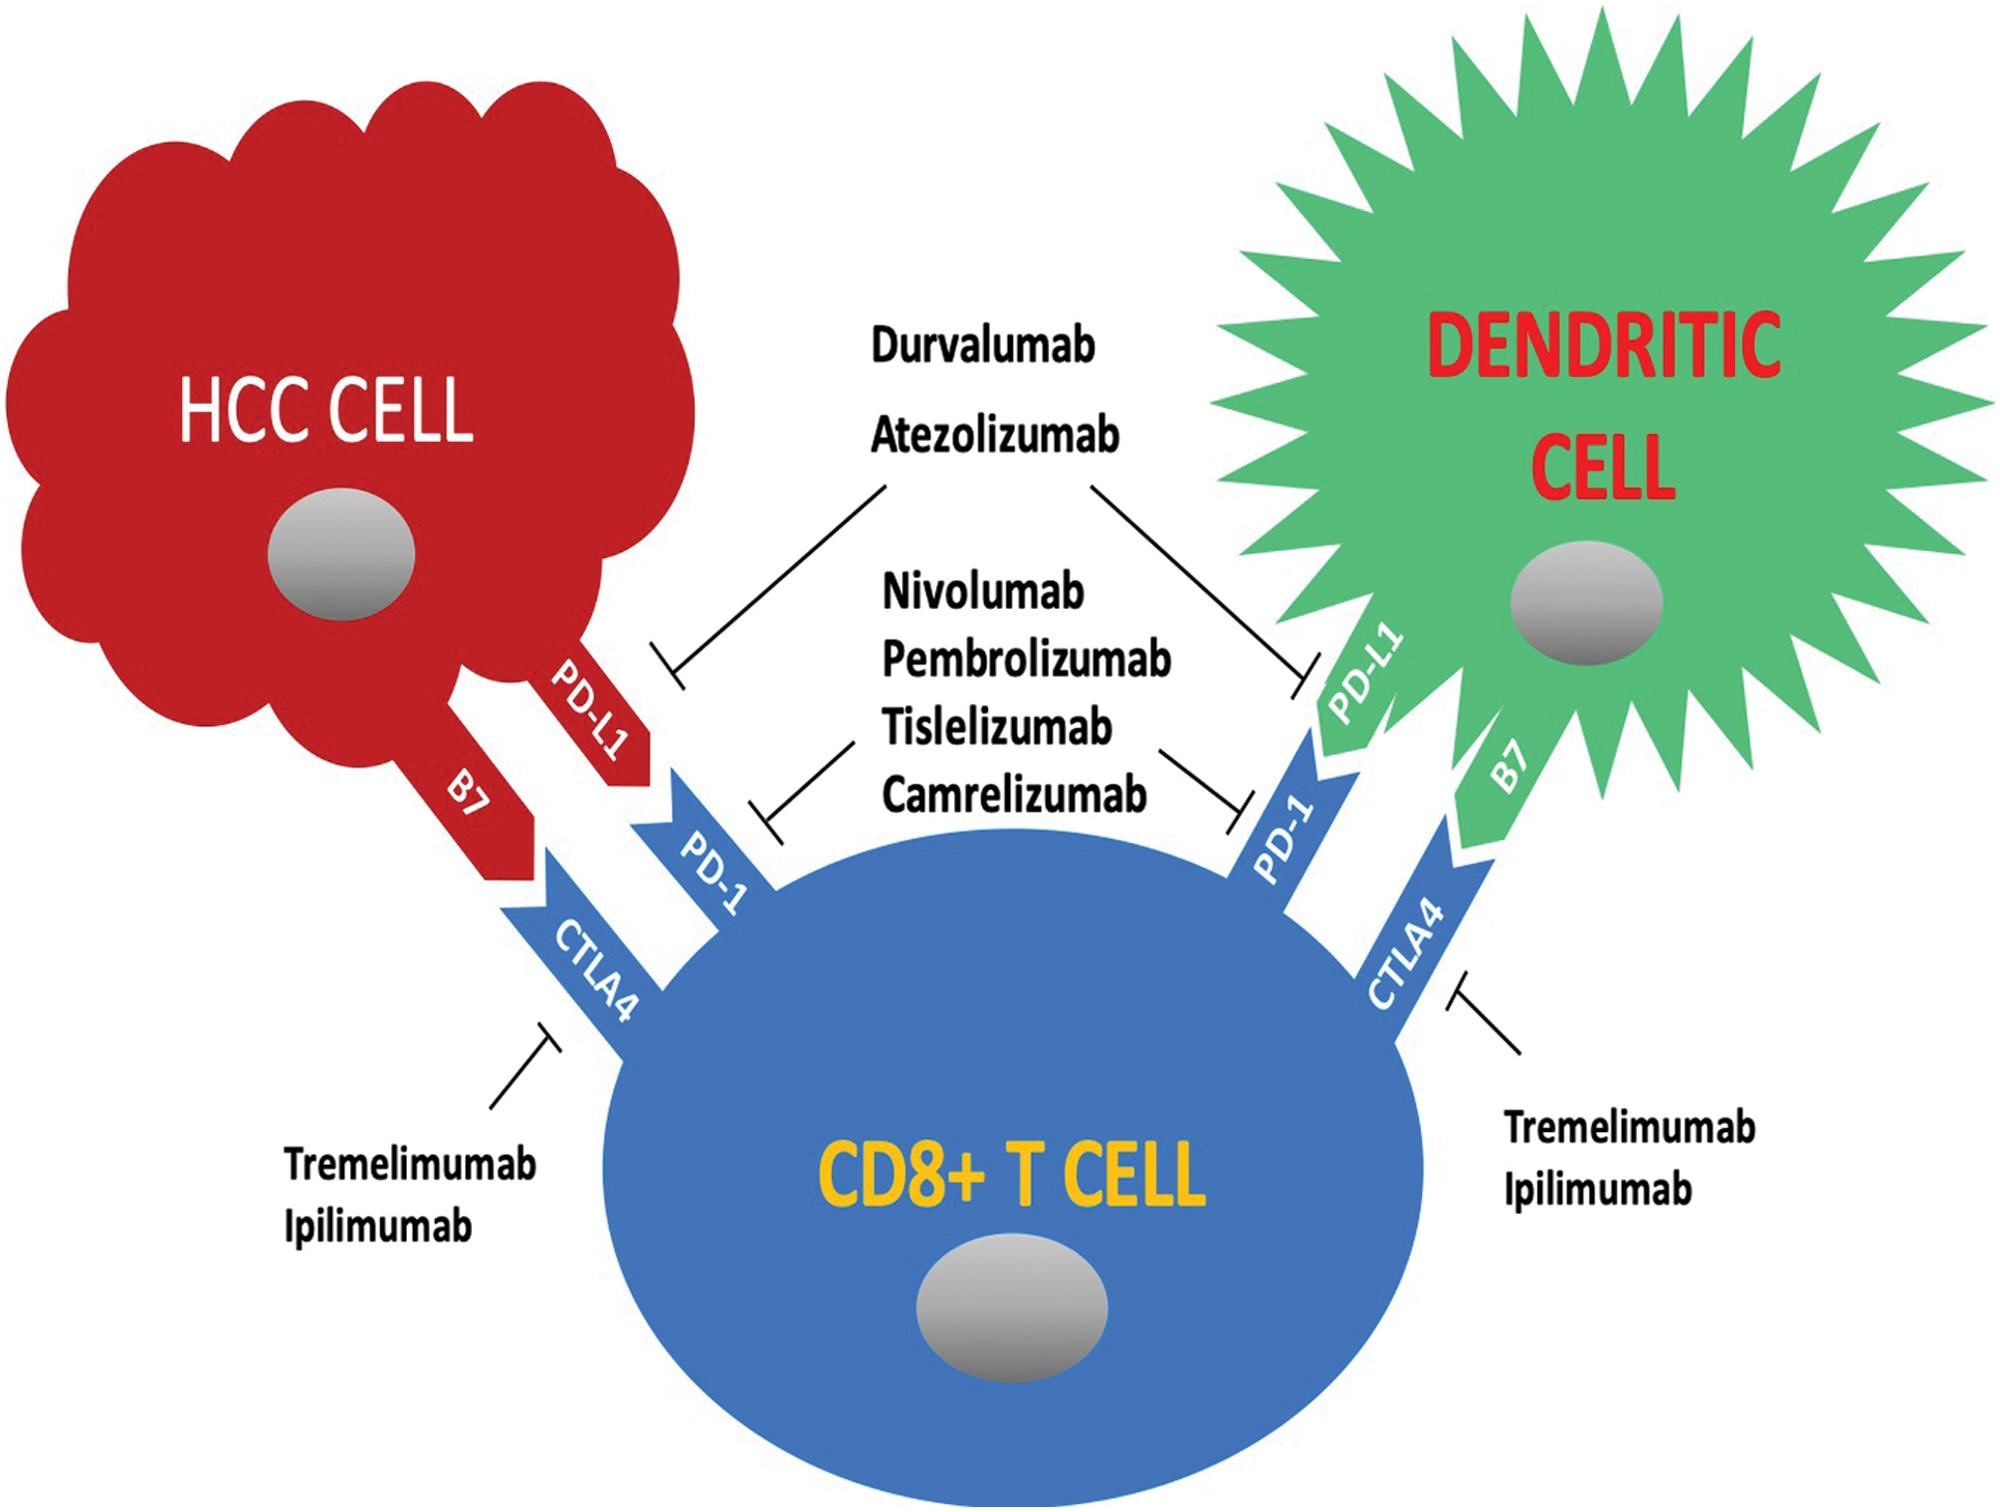 HCC CELL
PD-L1
B7
PD-1
CTLA4
Tremelimumab
Ipilimumab
Durvalumab
Atezolizumab
Nivolumab
Pembrolizumab
Tislelizumab
Camrelizumab
DENDRITIC
CELL
PD-L1
B7
PD-1
CTLA4
Tremelimumab
Ipilimumab
CD8+ T CELL